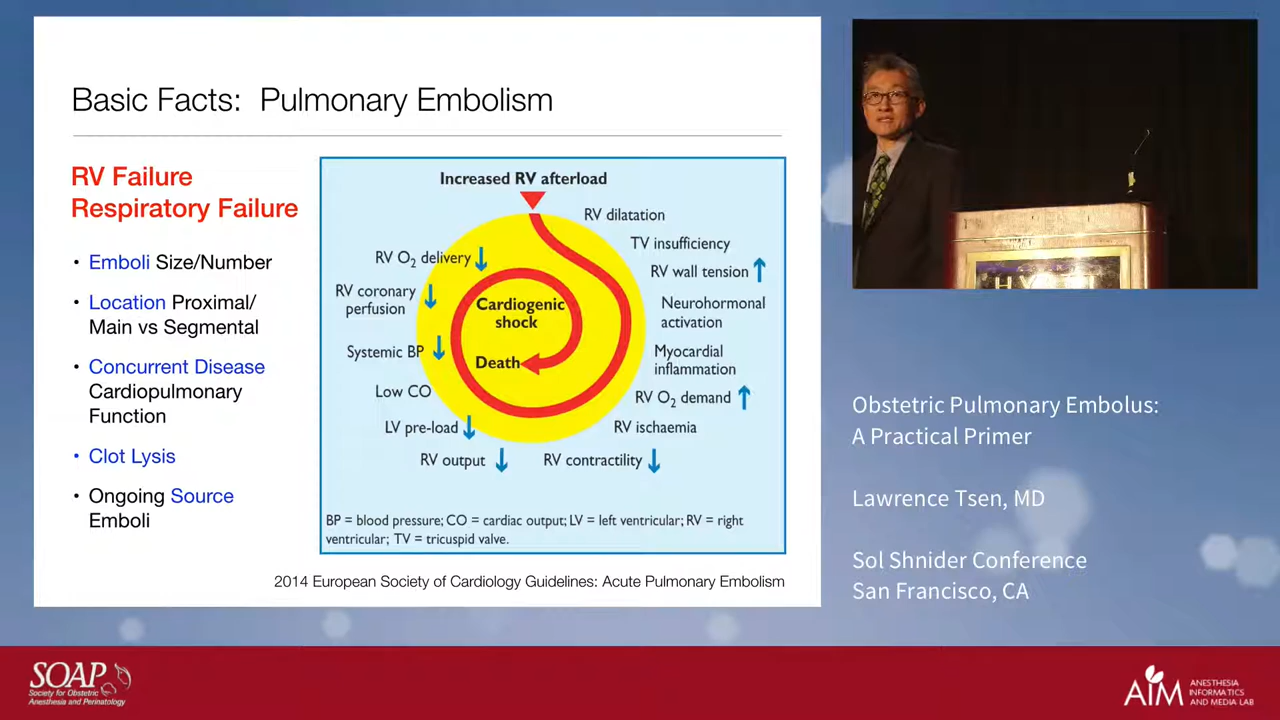 Basic Facts: Pulmonary Embolism
RV Failure
Respiratory Failure
• Emboli Size/Number
• Location Proximal/
Main vs Segmental
• Concurrent Disease
Cardiopulmonary
Function
• Clot Lysis
• Ongoing Source
Emboli
Increased RV afterload
RV dilatation
TV insufficiency
RV wall tension
Neurohormonal
activation
Myocardial
inflammation
RV O2 demand
RV ischaemia
RV contractility
RV output
LV pre-load
Low CO
Systemic BP
RV coronary
perfusion
RV O2 delivery
Cardiogenic
shock
Death
BP = blood pressure; CO = cardiac output; LV = left ventricular; RV = right
ventricular; TV = tricuspid valve.
2014 European Society of Cardiology Guidelines: Acute Pulmonary Embolism
Obstetric Pulmonary Embolus:
A Practical Primer
Lawrence Tsen, MD
Sol Shnider Conference
San Francisco, CA
SOAP
Society for Obstetric
Anesthesia and Perinatology
AIM
ANESTHESIA
INFORMATICS
AND MEDIA LAB